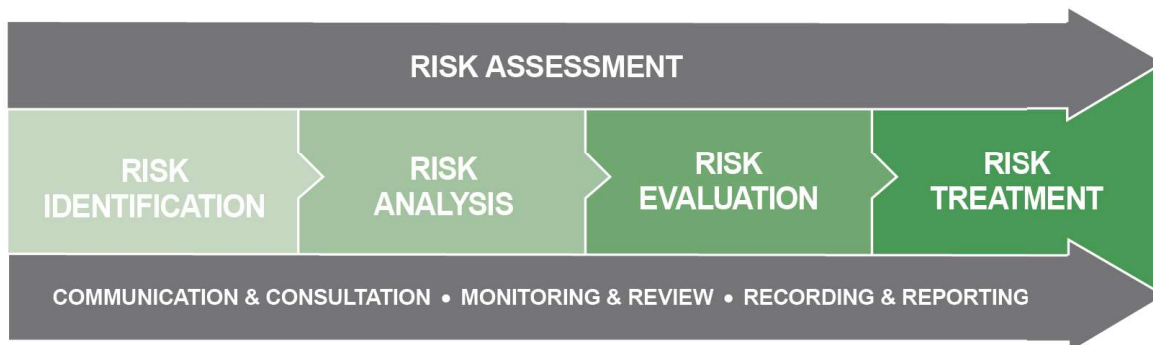 RISK ASSESSMENT
RISK
IDENTIFICATION
RISK
ANALYSIS
RISK
EVALUATION
RISK
TREATMENT
COMMUNICATION & CONSULTATION • MONITORING & REVIEW • RECORDING & REPORTING